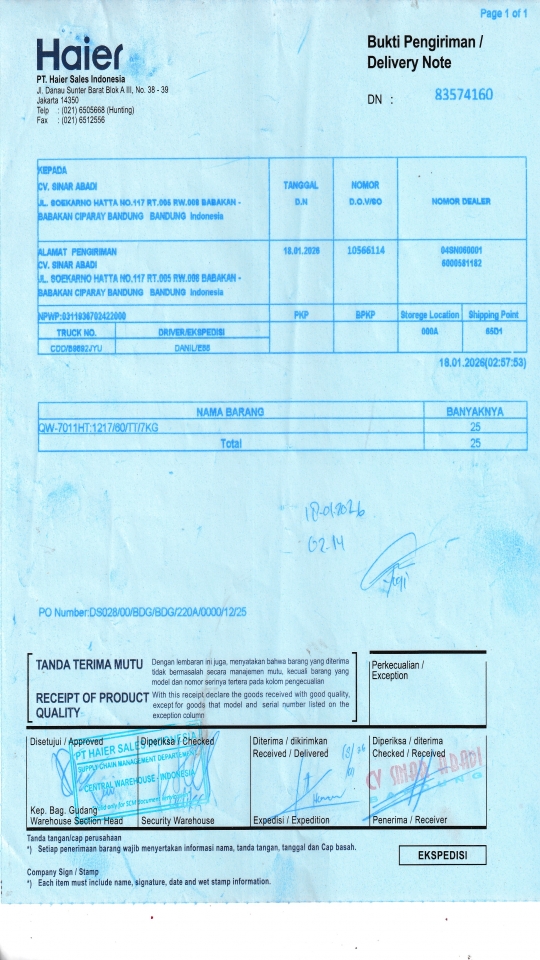 Page 1 of 1
Haier
Bukti Pengiriman /
Delivery Note
PT. Haier Sales Indonesia
Jl, Danau Sunter Barat Blok A III, No. 38 - 39
Jakarta 14350
Telp : (021) 6505668 (Hunting)
Fax : (021) 6512556
DN : 83574160
KEPADA
CV. SINAR ABADI
JL. SOEKARNO HATTA NO.117 RT.005 RW.008 BABAKAN -
BABAKAN CIPARAY BANDUNG BANDUNG Indonesia
TANGGAL
D.N
NOMOR
D.O.V/SO
NOMOR DEALER
ALAMAT PENGIRIMAN
CV. SINAR ABADI
JL. SOEKARNO HATTA NO.117 RT.005 RW.008 BABAKAN -
BABAKAN CIPARAY BANDUNG BANDUNG Indonesia
18.01.2026
10566114
6000581182
NPWP:0311936702422000
PKP
BPKP
Storege Location
Shipping Point
TRUCK NO.
DRIVER/EKSPEDISI
000A
65D1
DANIL/E58
18.01.2026(02:57:53)
NAMA BARANG
BANYAKNYA
QW-7011HT:1217/60/TT/7KG
25
Total
25
18-01-2026
02.14
PO Number:DS028/00/BDG/BDG/220A/0000/12/25
TANDA TERIMA MUTU
Dengan lembaran ini juga, menyatakan bahwa barang yang diterima
tidak bermasalah secara manajemen mutu, kecuali barang yang
model dan nomor serinya tertera pada kolom pengecualian
RECEIPT OF PRODUCT
QUALITY
With this receipt declare the goods received with good quality,
except for goods that model and serial number listed on the
exception column
Perkecualian /
Exception
Disetujui / Approved
Diperiksa / Checked
Diterima / dikirimkan
Received / Delivered
Diperiksa / diterima
Checked / Received
PT HAIER SALES INDONESIA
SUPPLY CHAIN MANAGEMENT DEPARTEMENT
CENTRAL WAREHOUSE - INDONESIA
Valid only for SCM document
CV SINAR ABADI
BANDUNG
Kep. Bag. Gudang
Warehouse Section Head
Security Warehouse
Expedisi / Expedition
Penerima / Receiver
Tanda tangan/cap perusahaan
*) Setiap penerimaan barang wajib menyertakan informasi nama, tanda tangan, tanggal dan Cap basah.
EKSPEDISI
Company Sign / Stamp
*) Each item must include name, signature, date and wet stamp information.